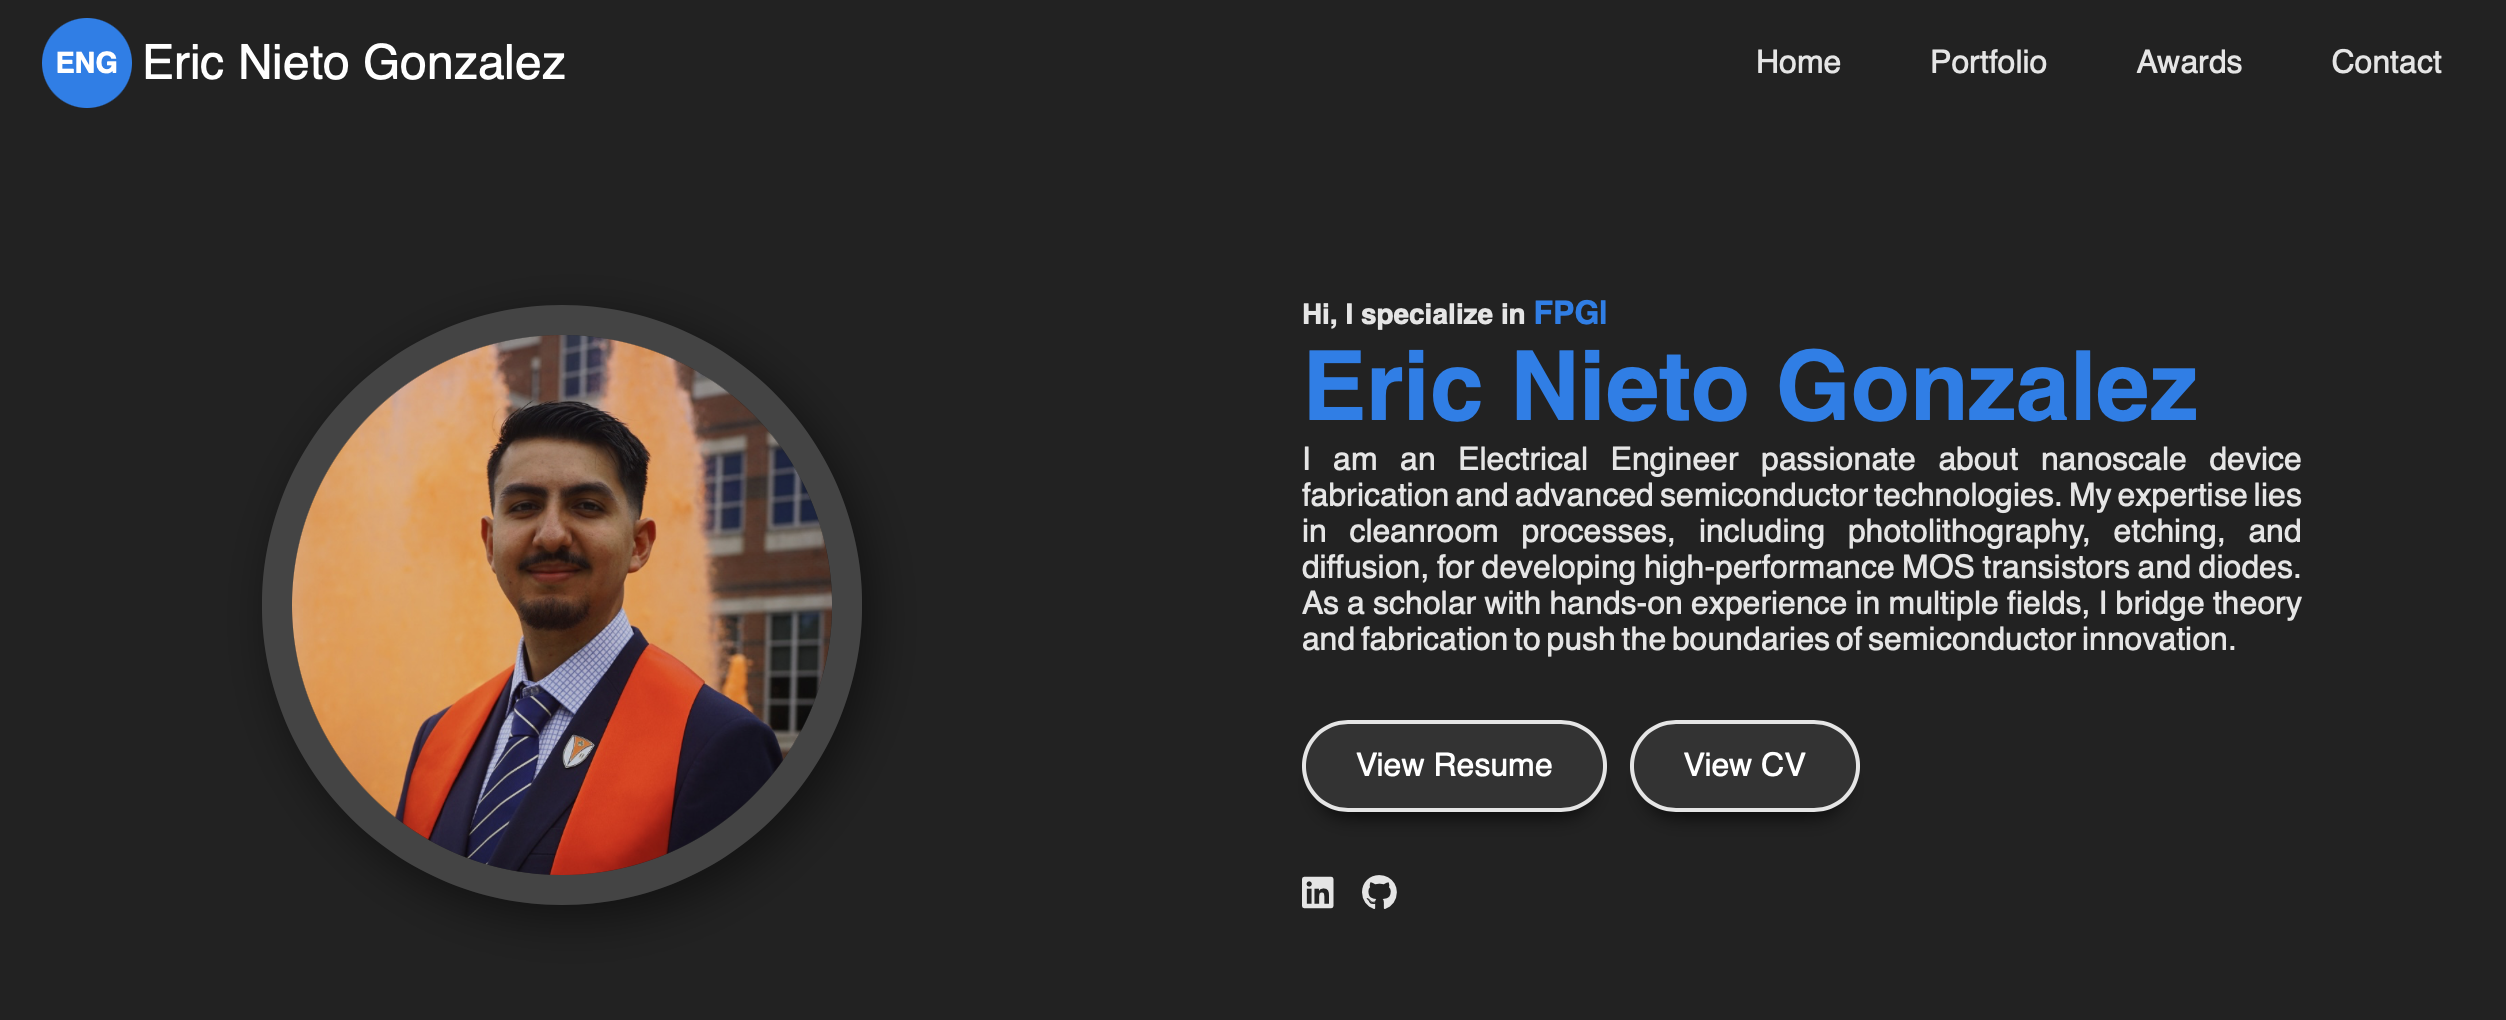 ENG Eric Nieto Gonzalez
Home Portfolio Awards Contact
Hi, I specialize in FPG
Eric Nieto Gonzalez
I am an Electrical Engineer passionate about nanoscale device
fabrication and advanced semiconductor technologies. My expertise lies
in cleanroom processes, including photolithography, etching, and
diffusion, for developing high-performance MOS transistors and diodes.
As a scholar with hands-on experience in multiple fields, I bridge theory
and fabrication to push the boundaries of semiconductor innovation.
View Resume View CV
in